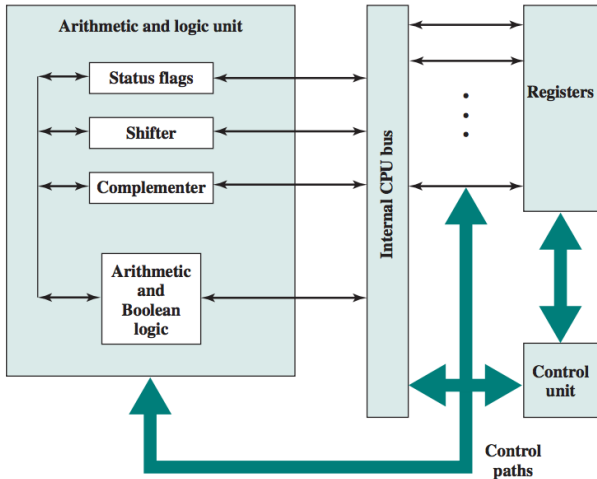 Arithmetic and logic unit
Status flags
Shifter
Complementer
Arithmetic
and
Boolean
logic
Internal CPU bus
Registers
Control
unit
Control
paths